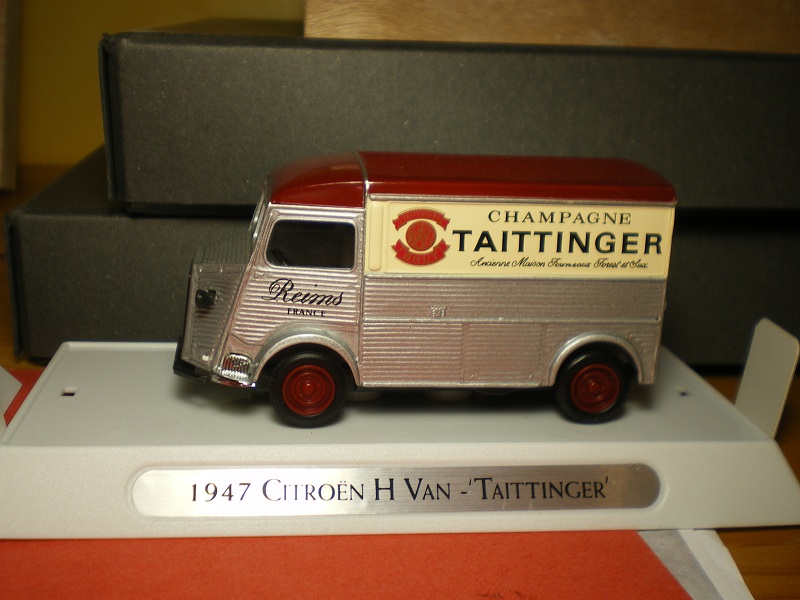 CHAMPAGNE
TAITTINGER
Ancienne Maison Fourneaux Forest et Suc.
Reims
FRANCE
1947 CITROËN H VAN -'TAITTINGER'